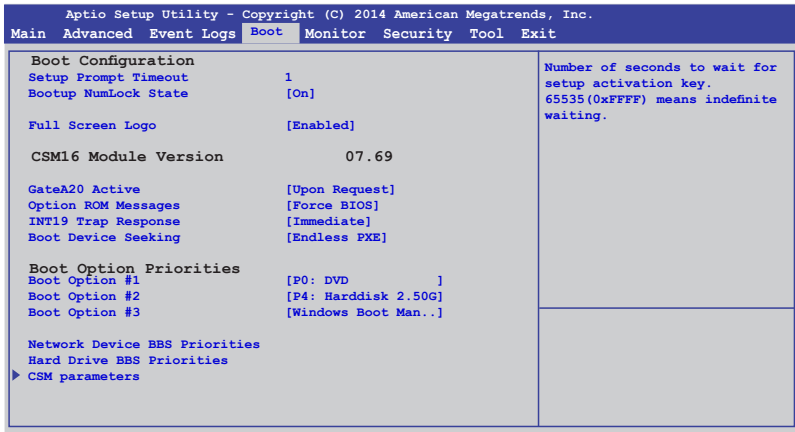 Aptio Setup Utility - Copyright (C) 2014 American Megatrends, Inc.
Main Advanced Event Logs Boot Monitor Security Tool Exit
Boot Configuration
Setup Prompt Timeout 1
Bootup NumLock State [On]
Full Screen Logo [Enabled]
CSM16 Module Version 07.69
GateA20 Active [Upon Request]
Option ROM Messages [Force BIOS]
INT19 Trap Response [Immediate]
Boot Device Seeking [Endless PXE]
Boot Option Priorities
Boot Option #1 [P0: DVD ]
Boot Option #2 [P4: Harddisk 2.50G]
Boot Option #3 [Windows Boot Man..]
Network Device BBS Priorities
Hard Drive BBS Priorities
CSM parameters
Number of seconds to wait for
setup activation key.
65535(0xFFFF) means indefinite
waiting.